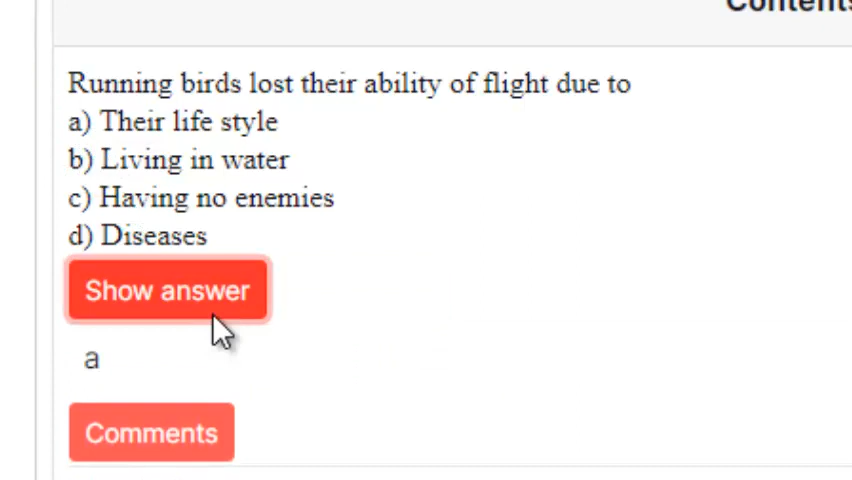 Contents
Running birds lost their ability of flight due to
a) Their life style
b) Living in water
c) Having no enemies
d) Diseases
Show answer
a
Comments